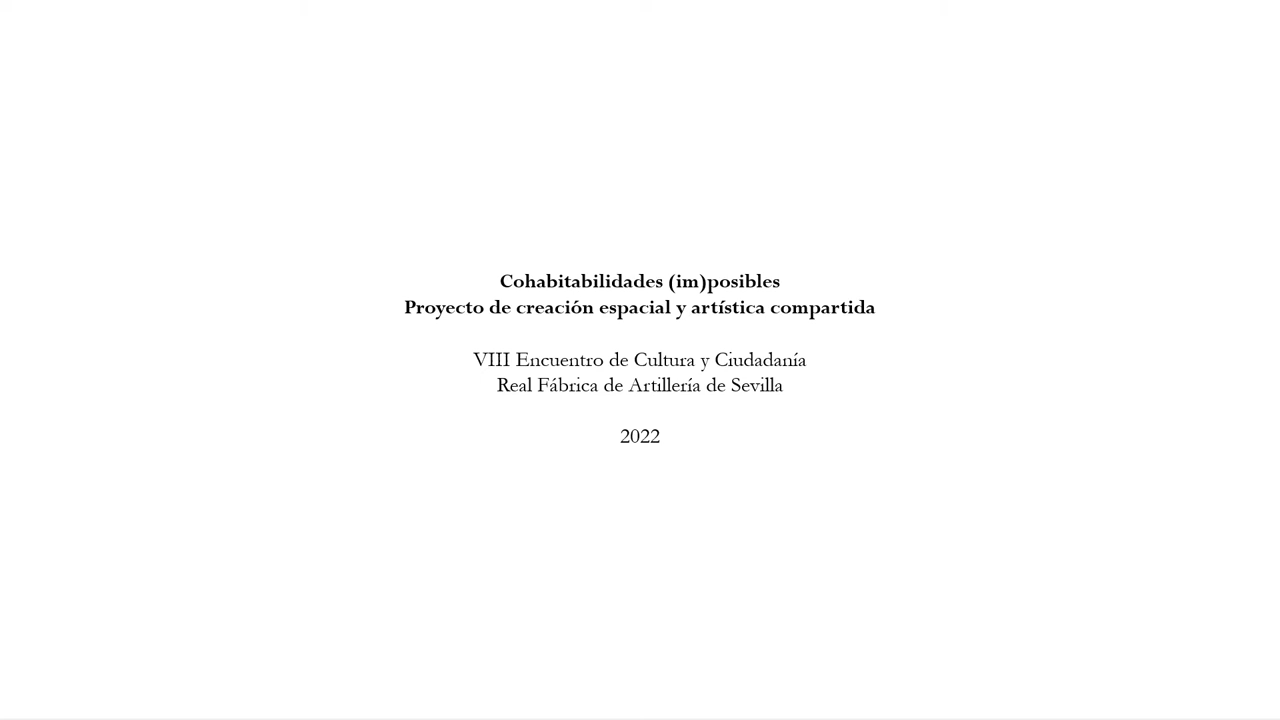 Cohabitabilidades (im)posibles
Proyecto de creación espacial y artística compartida
VIII Encuentro de Cultura y Ciudadanía
Real Fábrica de Artillería de Sevilla
2022